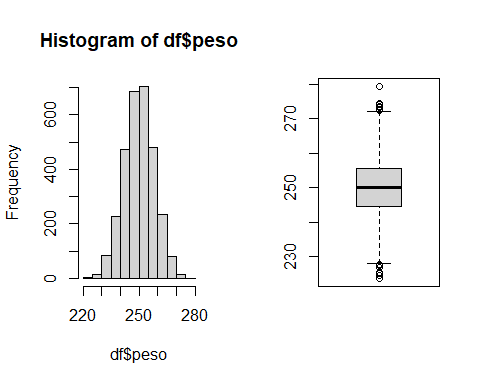 Histogram of df$peso
Frequency
0 200 400 600
220 250 280
df$peso
230 250 270